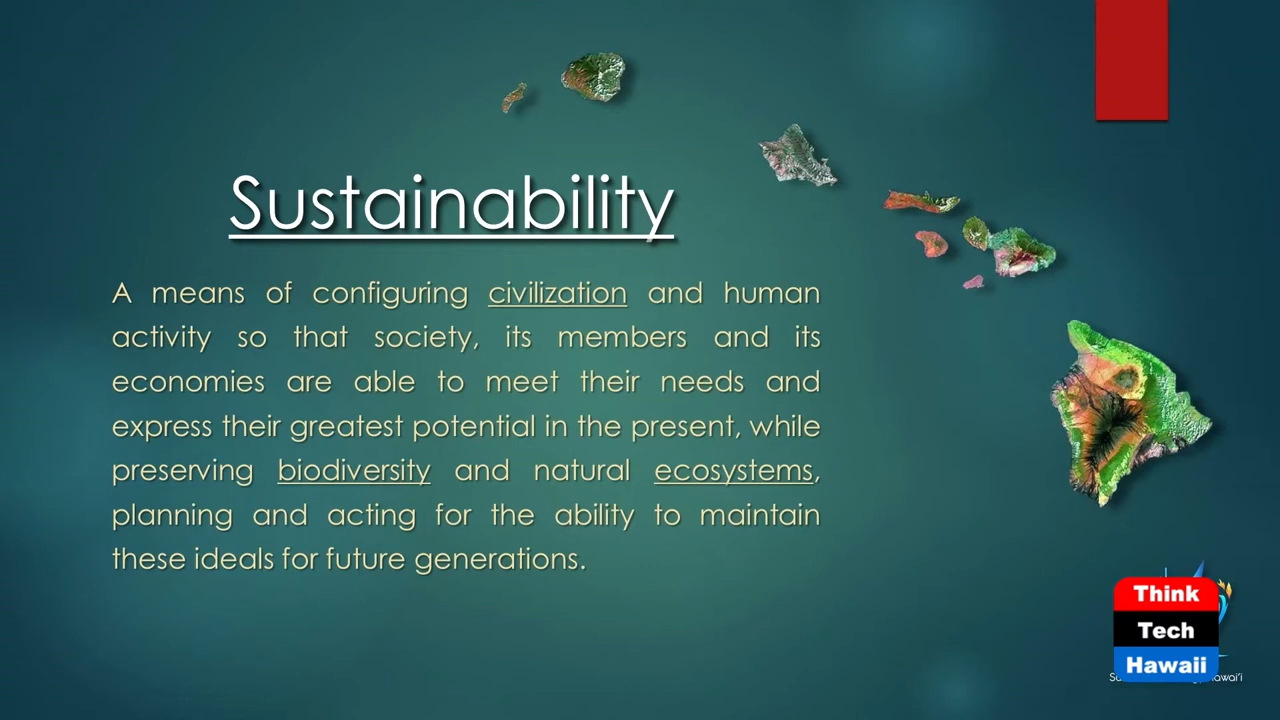 Sustainability
A means of configuring civilization and human
activity so that society, its members and its
economies are able to meet their needs and
express their greatest potential in the present, while
preserving biodiversity and natural ecosystems,
planning and acting for the ability to maintain
these ideals for future generations.
Think
Tech
Hawaii